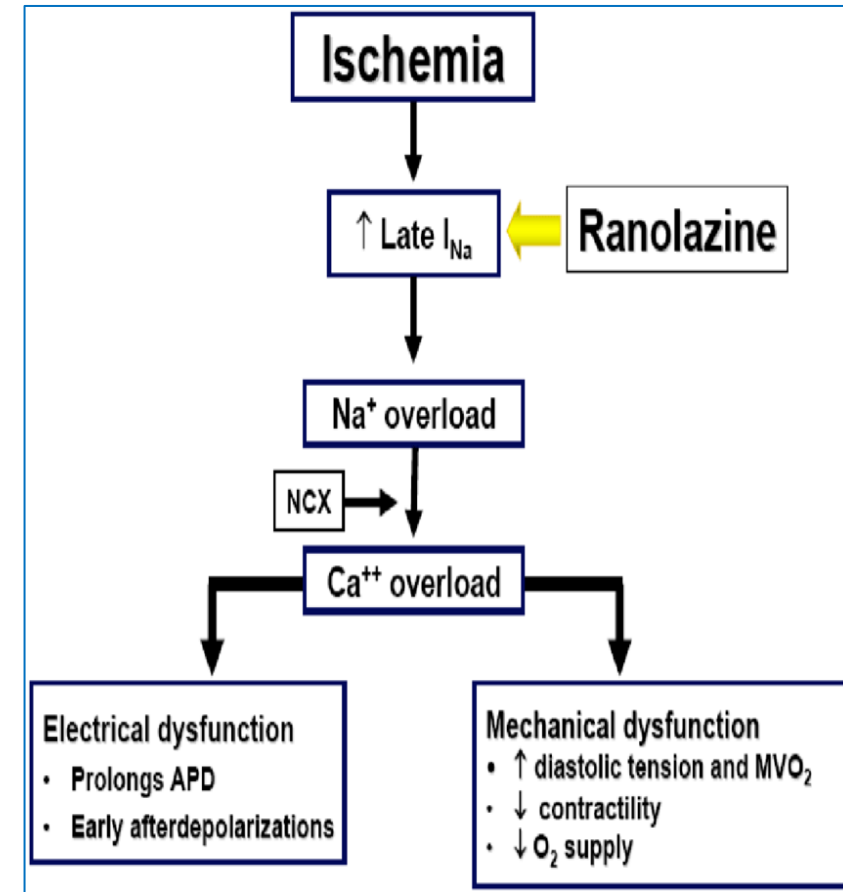 Ischemia
↑ Late I_Na
Ranolazine
Na⁺ overload
NCX
Ca⁺⁺ overload
Electrical dysfunction
• Prolongs APD
• Early afterdepolarizations
Mechanical dysfunction
• ↑ diastolic tension and MVO₂
• ↓ contractility
• ↓ O₂ supply